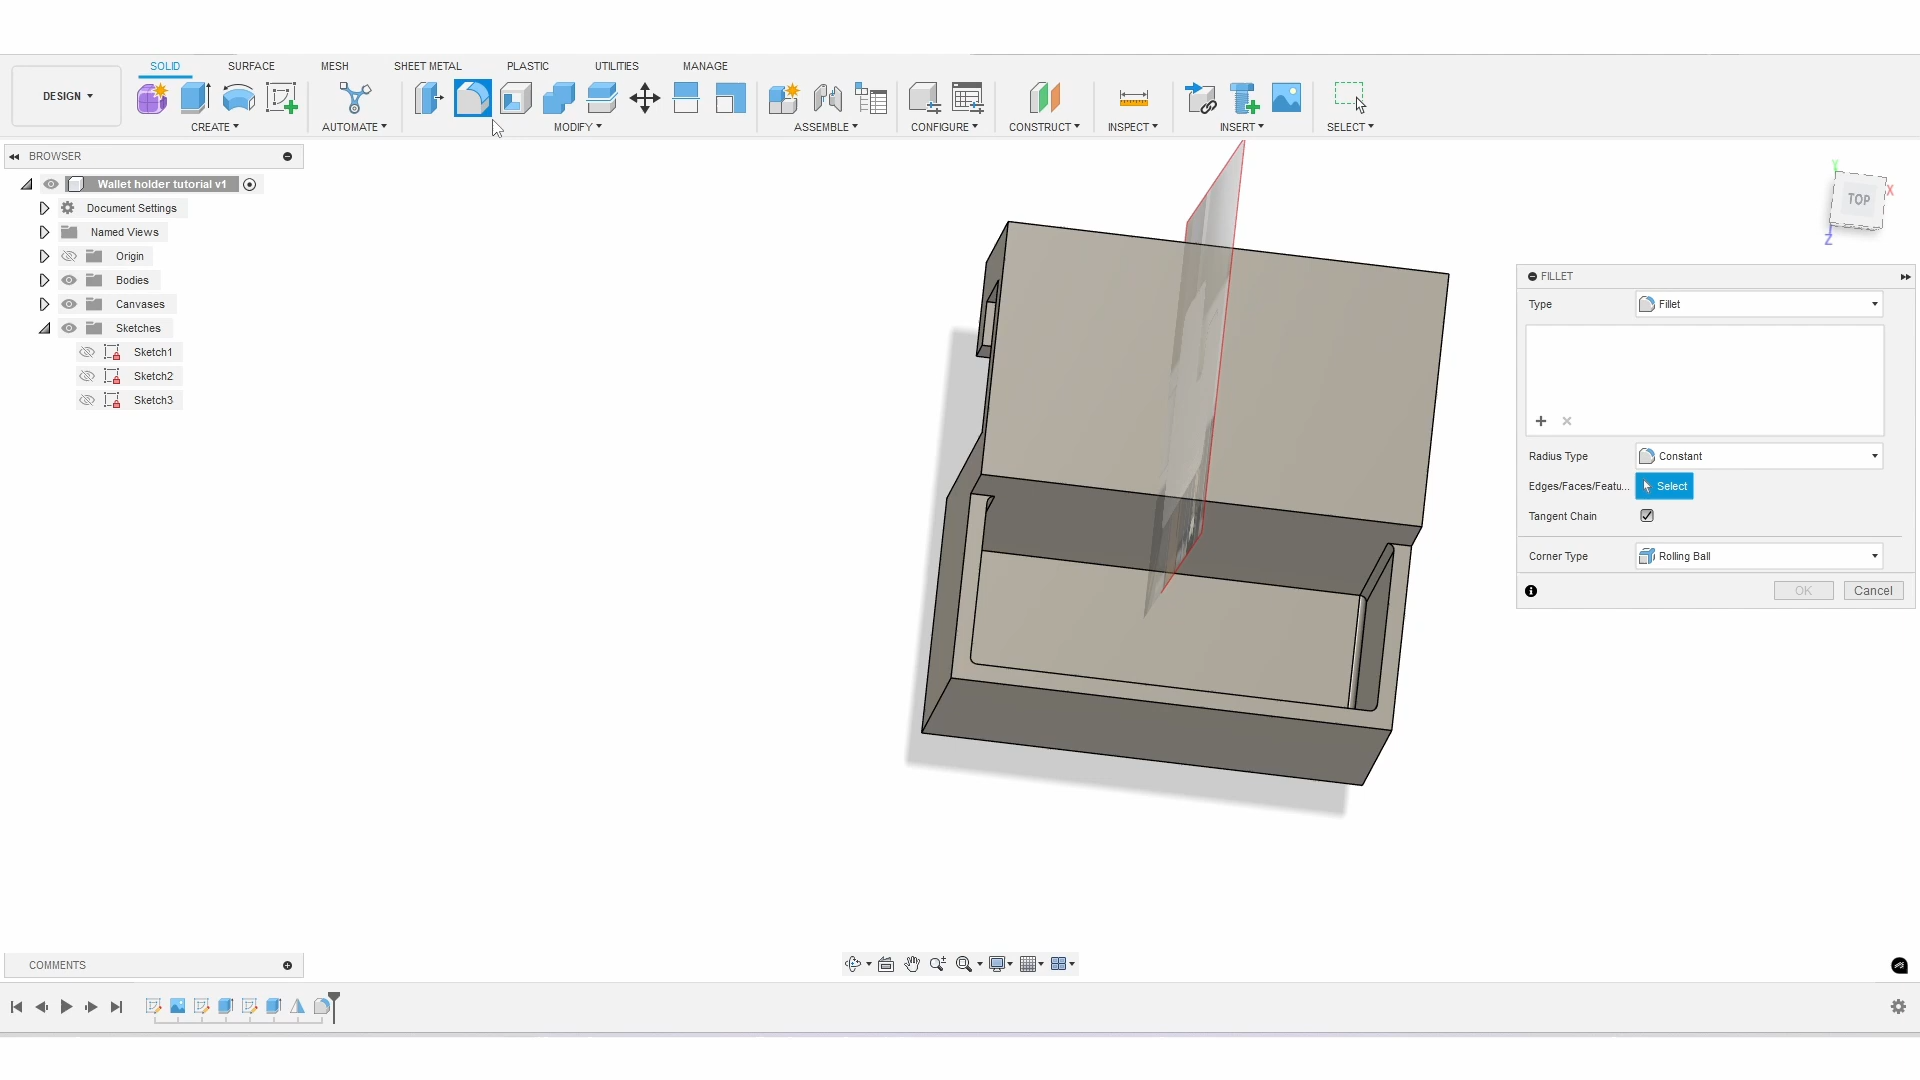 DESIGN
SOLID
SURFACE
MESH
SHEET METAL
PLASTIC
UTILITIES
MANAGE
CREATE
AUTOMATE
MODIFY
ASSEMBLE
CONFIGURE
CONSTRUCT
INSPECT
INSERT
SELECT
BROWSER
Wallet holder tutorial v1
Document Settings
Named Views
Origin
Bodies
Canvases
Sketches
Sketch1
Sketch2
Sketch3
Y
X
TOP
Z
FILLET
Type
Fillet
Radius Type
Constant
Edges/Faces/Featu...
Select
Tangent Chain
Corner Type
Rolling Ball
OK
Cancel
COMMENTS